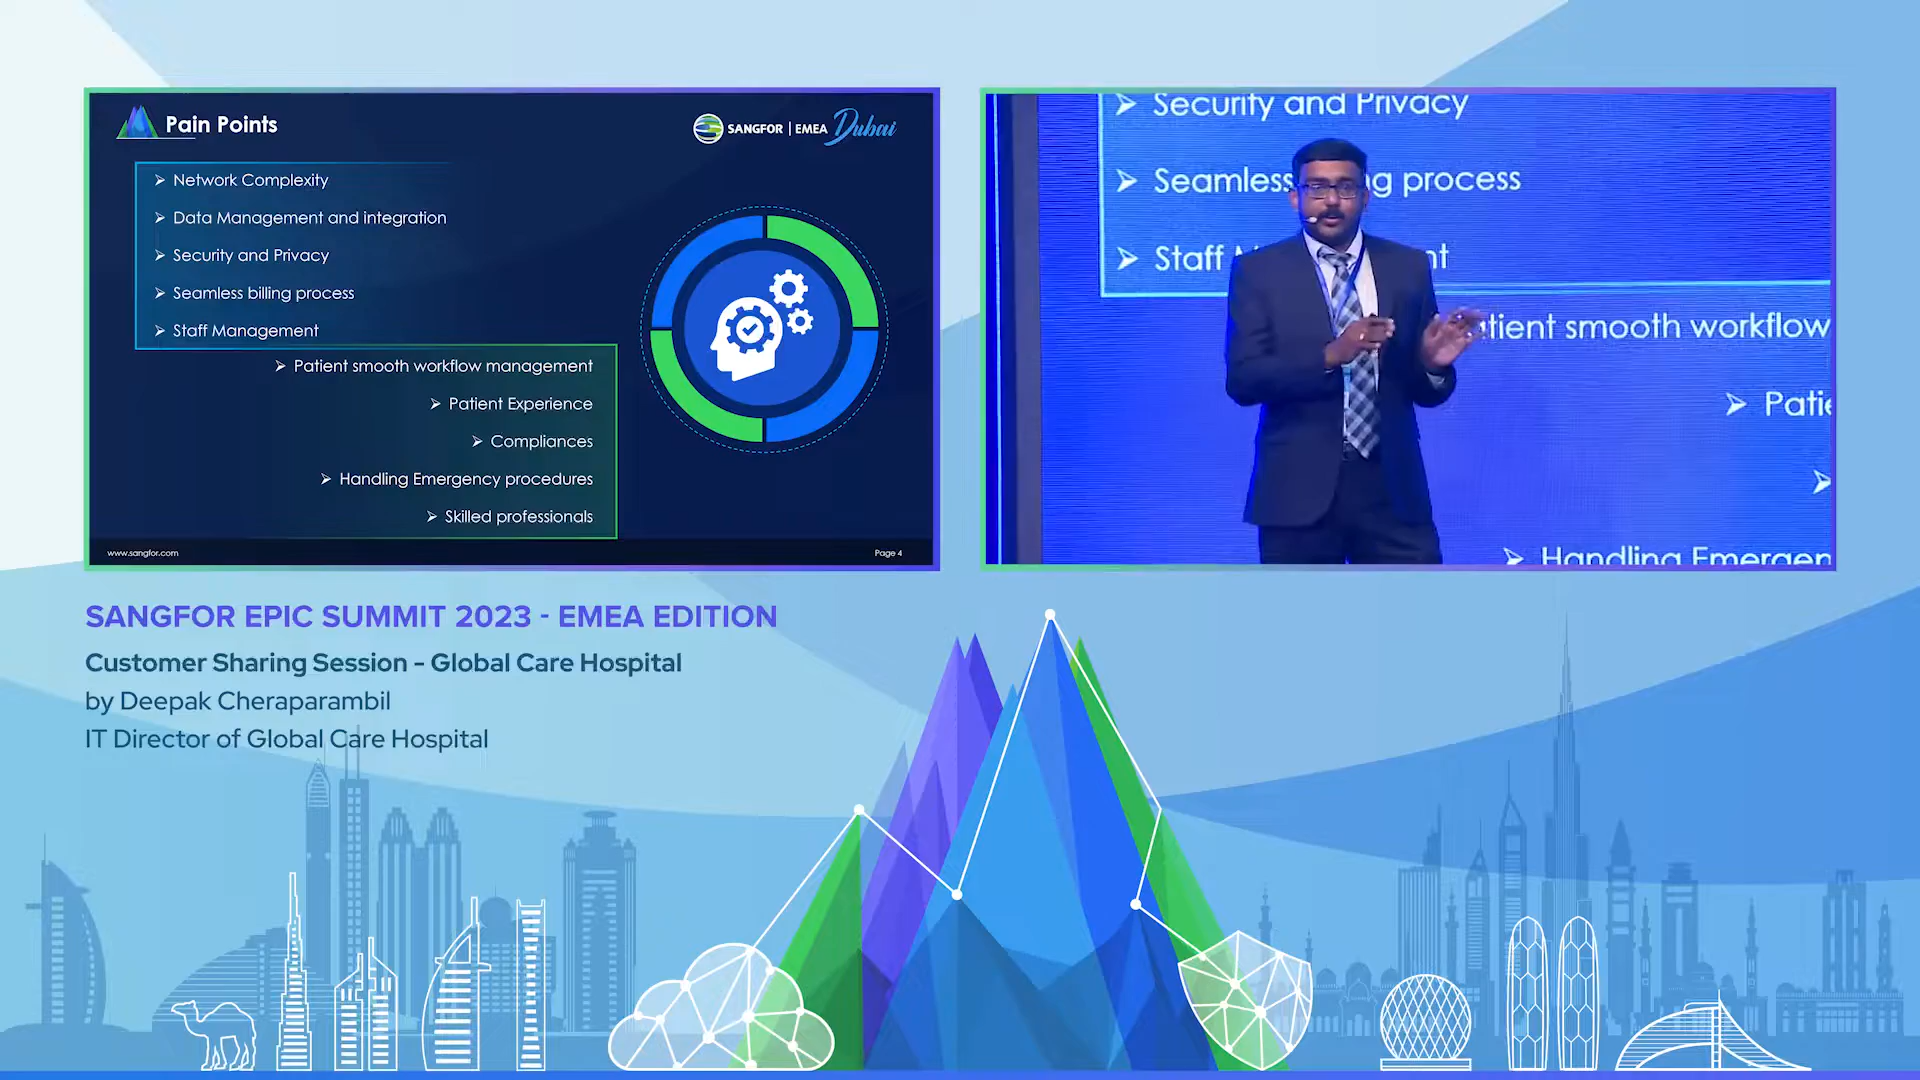 Pain Points
SANGFOR | EMEA Dubai
➢ Network Complexity
➢ Data Management and integration
➢ Security and Privacy
➢ Seamless billing process
➢ Staff Management
➢ Patient smooth workflow management
➢ Patient Experience
➢ Compliances
➢ Handling Emergency procedures
➢ Skilled professionals
www.sangfor.com
Page 4
➢ Security and Privacy
➢ Seamless g process
➢ Staff nt
tient smooth workflow
➢ Patie
➢
➢ Handling Emergen
SANGFOR EPIC SUMMIT 2023 - EMEA EDITION
Customer Sharing Session - Global Care Hospital
by Deepak Cheraparambil
IT Director of Global Care Hospital